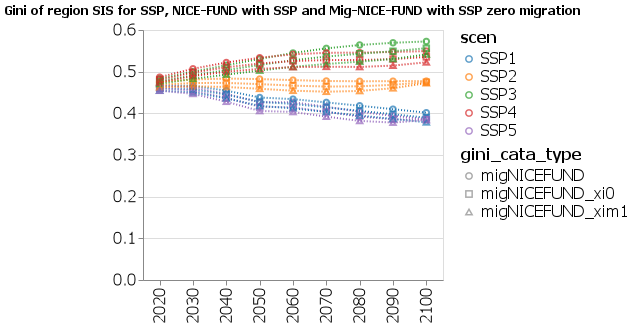 Gini of region SIS for SSP, NICE-FUND with SSP and Mig-NICE-FUND with SSP zero migration
0.6
0.5
0.4
0.3
0.2
0.1
0.0
2020
2030
2040
2050
2060
2070
2080
2090
2100
scen
SSP1
SSP2
SSP3
SSP4
SSP5
gini_cata_type
migNICEFUND
migNICEFUND_xi0
migNICEFUND_xim1